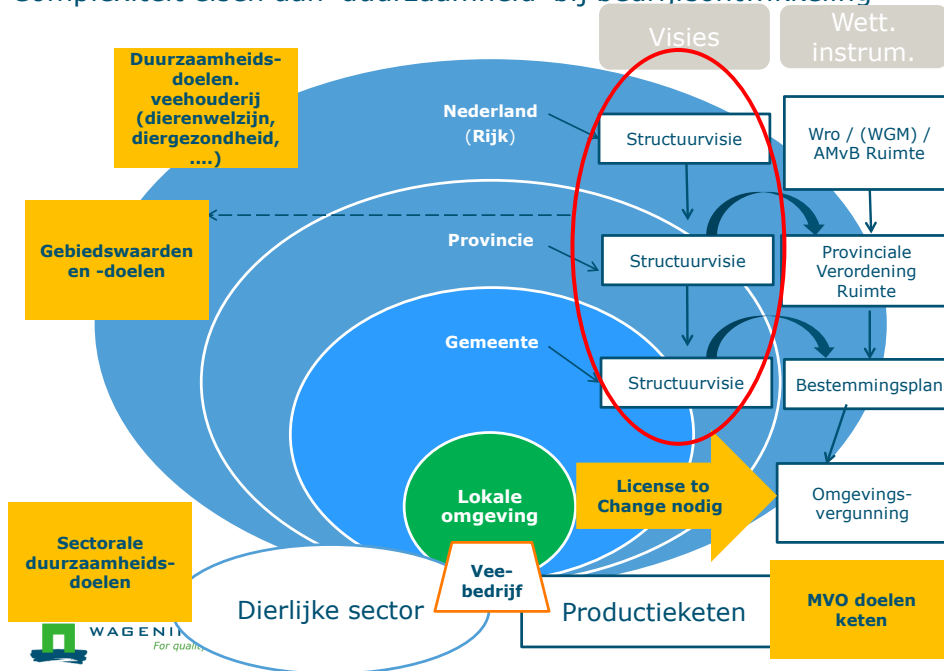 Visies
Wett.
instrum.
Duurzaamheids-
doelen.
veehouderij
(dierenwelzijn,
diergezondheid,
....)
Nederland
(Rijk)
Structuurvisie
Wro / (WGM) /
AMvB Ruimte
Gebiedswaarden
en -doelen
Provincie
Structuurvisie
Provinciale
Verordening
Ruimte
Gemeente
Structuurvisie
Bestemmingsplan
Lokale
omgeving
License to
Change nodig
Omgevings-
vergunning
Sectorale
duurzaamheids-
doelen
Vee-
bedrijf
Dierlijke sector
Productieketen
MVO doelen
keten
For